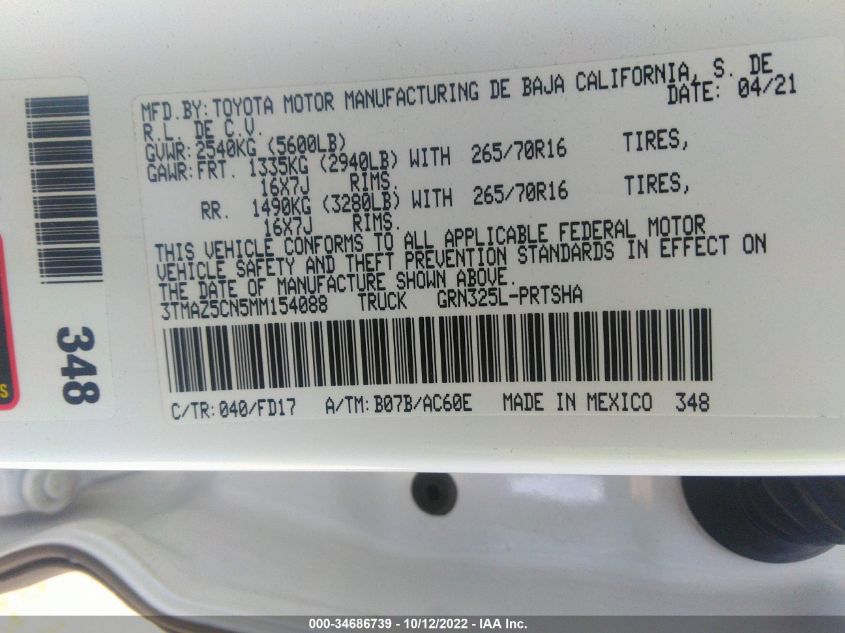 MFD.BY:TOYOTA MOTOR MANUFACTURING DE BAJA CALIFORNIA, S. DE
R.L. DE C.V. DATE: 04/21
GVWR:2540KG (5600LB)
GAWR:FRT. 1335KG (2940LB) WITH 265/70R16 TIRES,
16X7J RIMS.
RR. 1490KG (3280LB) WITH 265/70R16 TIRES,
16X7J RIMS.
THIS VEHICLE CONFORMS TO ALL APPLICABLE FEDERAL MOTOR
VEHICLE SAFETY AND THEFT PREVENTION STANDARDS IN EFFECT ON
THE DATE OF MANUFACTURE SHOWN ABOVE.
3TMAZ5CN5MM154088 TRUCK GRN325L-PRTSHA
C/TR:040/FD17 A/TM:B07B/AC60E MADE IN MEXICO 348
348
S
000-34686739 - 10/12/2022 - IAA Inc.